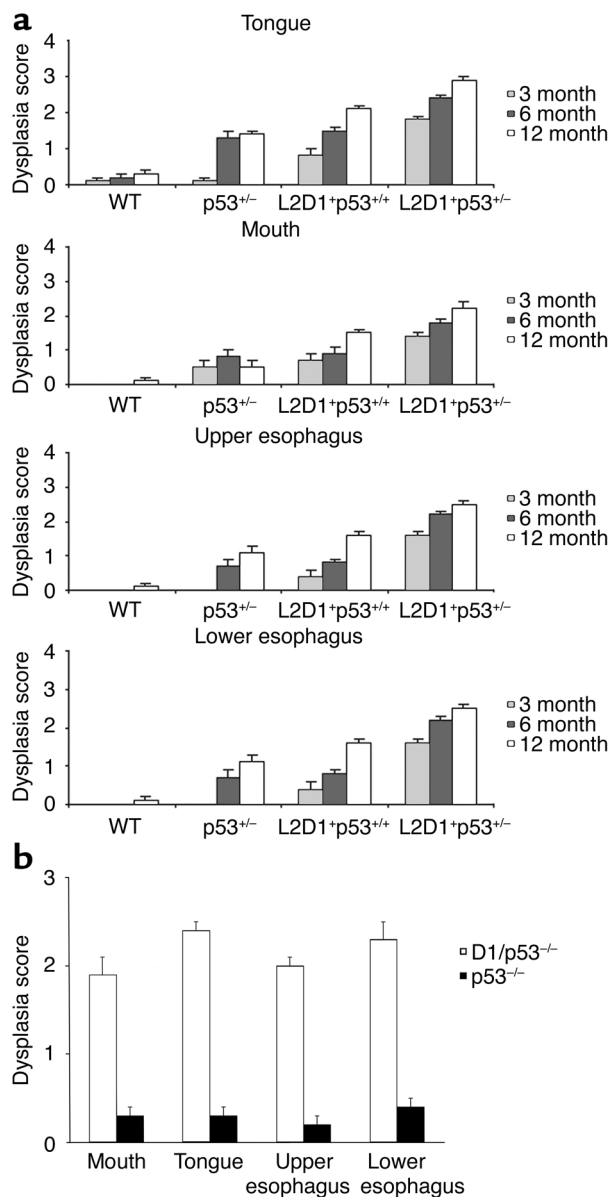 a
Tongue
Dysplasia score
4
3
2
1
0
WT p53+/– L2D1+p53+/+ L2D1+p53+/–
3 month
6 month
12 month
Mouth
Dysplasia score
4
3
2
1
0
WT p53+/– L2D1+p53+/+ L2D1+p53+/–
3 month
6 month
12 month
Upper esophagus
Dysplasia score
4
3
2
1
0
WT p53+/– L2D1+p53+/+ L2D1+p53+/–
3 month
6 month
12 month
Lower esophagus
Dysplasia score
4
3
2
1
0
WT p53+/– L2D1+p53+/+ L2D1+p53+/–
3 month
6 month
12 month
b
Dysplasia score
3
2
1
0
Mouth Tongue Upper Lower
esophagus esophagus
D1/p53–/–
p53–/–